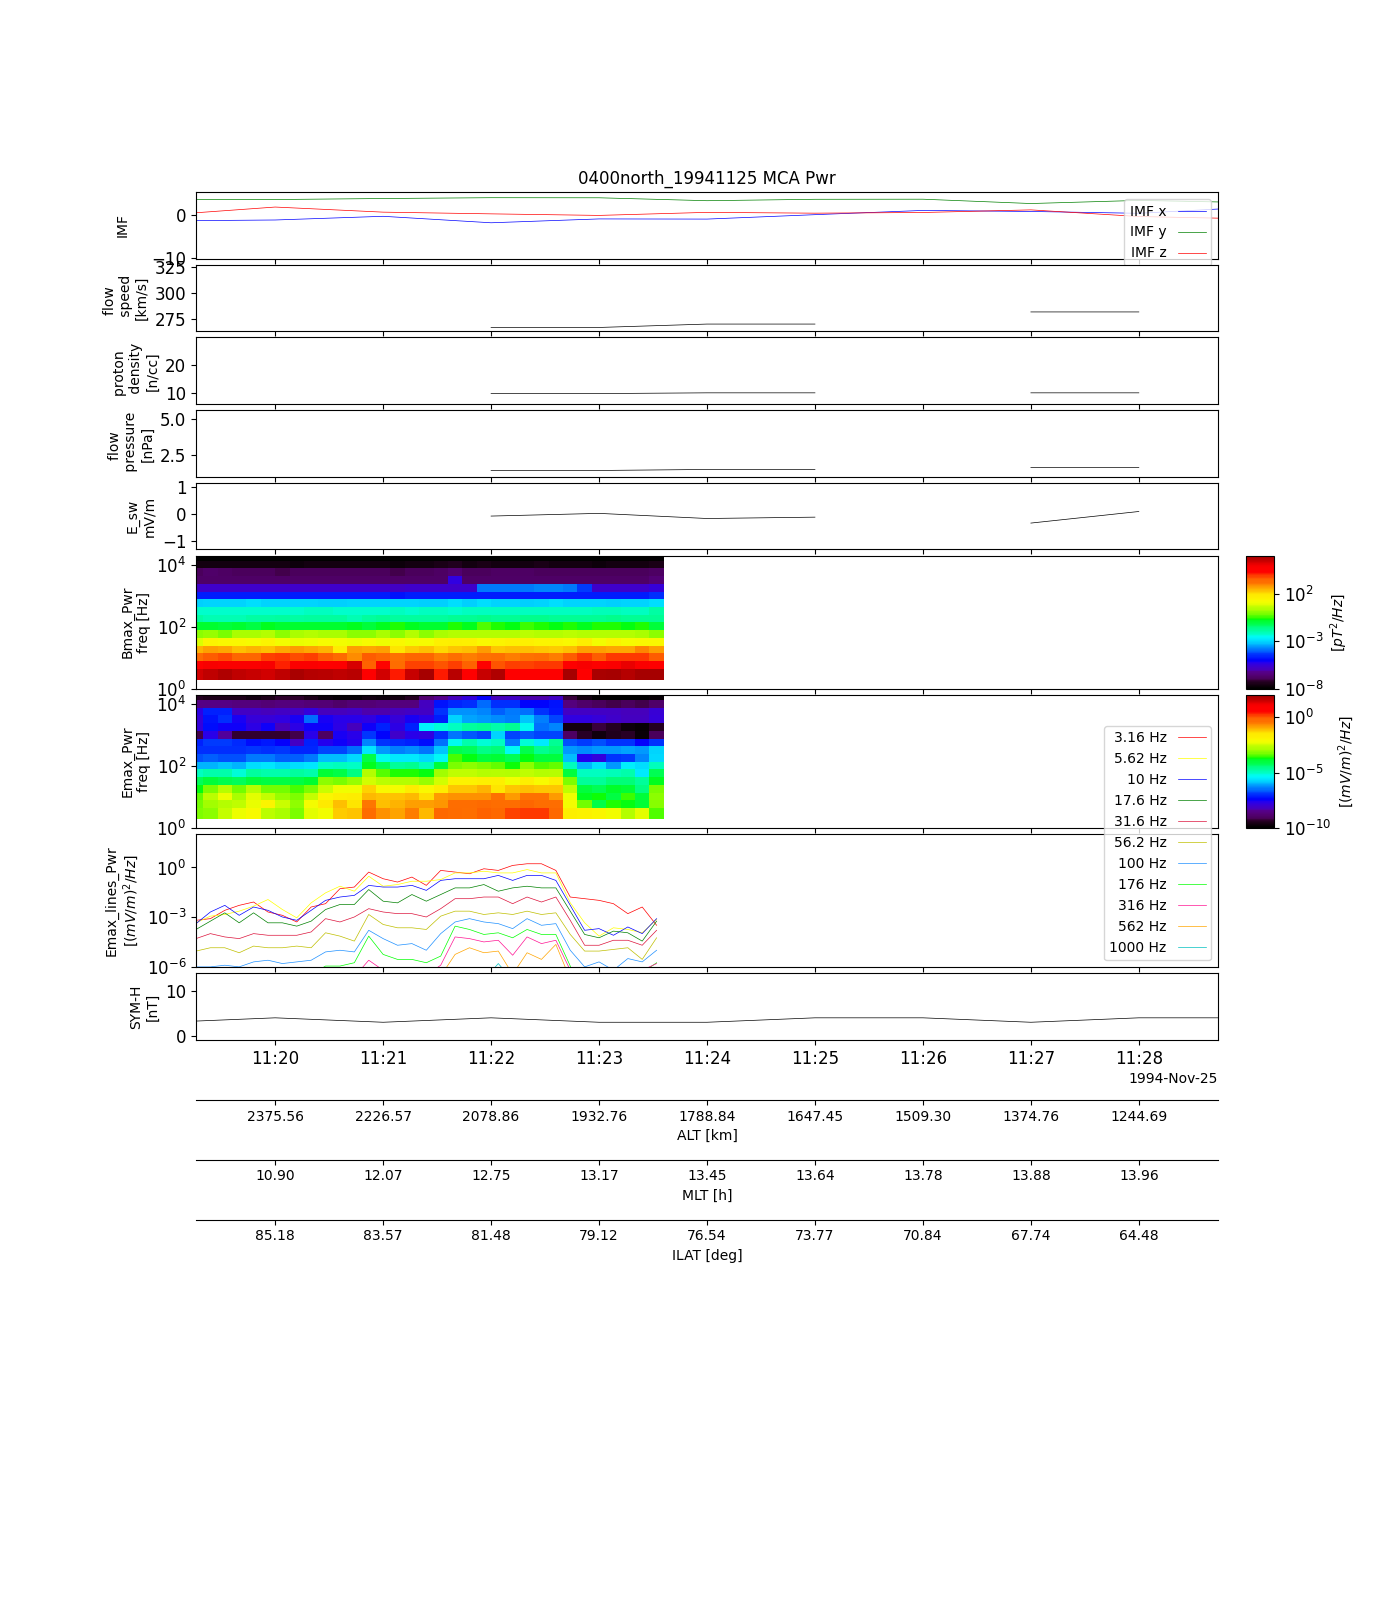 0400north_19941125 MCA Pwr
IMF
0
−10
IMF x
IMF y
IMF z
flow
speed
[km/s]
325
300
275
proton
density
[n/cc]
20
10
flow
pressure
[nPa]
5.0
2.5
E_sw
mV/m
1
0
−1
Bmax_Pwr
freq [Hz]
10^4
10^2
10^0
10^2
10^−3
10^−8
[pT^2/Hz]
Emax_Pwr
freq [Hz]
10^4
10^2
10^0
10^0
10^−5
10^−10
[(mV/m)^2/Hz]
3.16 Hz
5.62 Hz
10 Hz
17.6 Hz
31.6 Hz
56.2 Hz
100 Hz
176 Hz
316 Hz
562 Hz
1000 Hz
Emax_lines_Pwr
[(mV/m)^2/Hz]
10^0
10^−3
10^−6
SYM-H
[nT]
10
0
11:20 11:21 11:22 11:23 11:24 11:25 11:26 11:27 11:28
1994-Nov-25
2375.56 2226.57 2078.86 1932.76 1788.84 1647.45 1509.30 1374.76 1244.69
ALT [km]
10.90 12.07 12.75 13.17 13.45 13.64 13.78 13.88 13.96
MLT [h]
85.18 83.57 81.48 79.12 76.54 73.77 70.84 67.74 64.48
ILAT [deg]